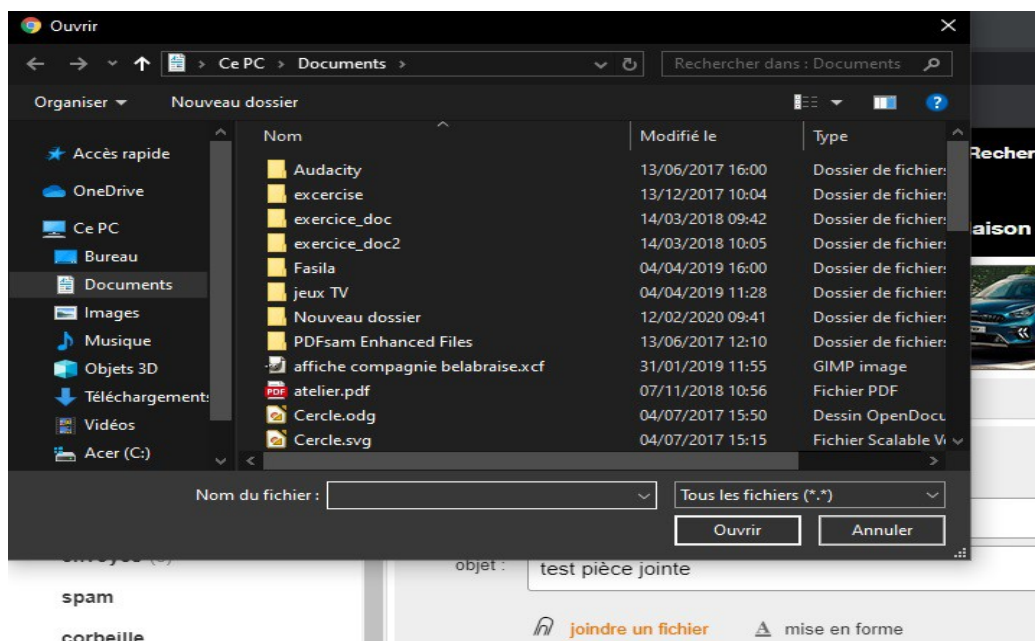 Ouvrir
Ce PC > Documents >
Rechercher dans : Documents
Organiser
Nouveau dossier
?
Nom Modifié le Type
Accès rapide
OneDrive
Ce PC
Bureau
Documents
Images
Musique
Objets 3D
Téléchargements
Vidéos
Acer (C:)
Audacity 13/06/2017 16:00 Dossier de fichiers
excercise 13/12/2017 10:04 Dossier de fichiers
exercice_doc 14/03/2018 09:42 Dossier de fichiers
exercice_doc2 14/03/2018 10:05 Dossier de fichiers
Fasila 04/04/2019 16:00 Dossier de fichiers
jeux TV 04/04/2019 11:28 Dossier de fichiers
Nouveau dossier 12/02/2020 09:41 Dossier de fichiers
PDFsam Enhanced Files 13/06/2017 12:10 Dossier de fichiers
affiche compagnie belabraise.xcf 31/01/2019 11:55 GIMP image
PDF atelier.pdf 07/11/2018 10:56 Fichier PDF
Cercle.odg 04/07/2017 15:50 Dessin OpenDocu
Cercle.svg 04/07/2017 15:15 Fichier Scalable V
Recher
aison
Nom du fichier :
Tous les fichiers (*.*)
Ouvrir
Annuler
objet : test pièce jointe
spam
corbeille
joindre un fichier
A mise en forme